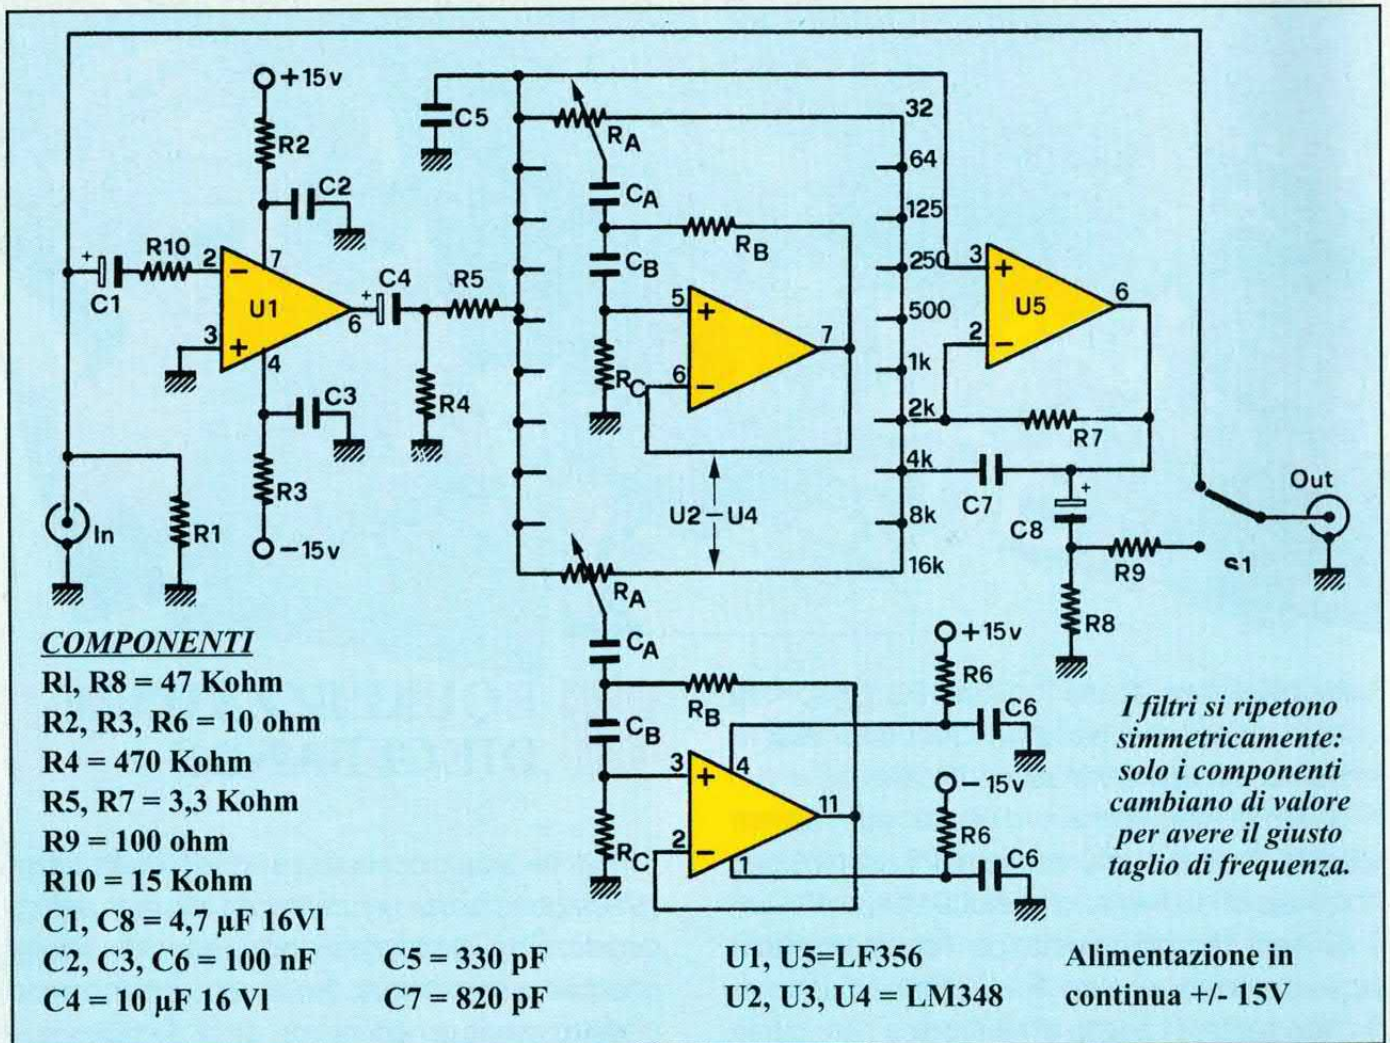 +15v
R2
C2
R10
2
7
+
C1
U1
6
3
4
C3
R3
-15v
In
R1
+
C4
R5
R4
C5
RA
CA
RB
CB
5
7
RC
6
U2 – U4
32
64
125
250
500
1k
2k
4k
8k
16k
3
U5
6
2
R7
C7
+
C8
R9
R8
S1
Out
RA
CA
RB
CB
3
4
11
RC
2
1
+15v
R6
C6
-15v
R6
C6
COMPONENTI
Rl, R8 = 47 Kohm
R2, R3, R6 = 10 ohm
R4 = 470 Kohm
R5, R7 = 3,3 Kohm
R9 = 100 ohm
R10 = 15 Kohm
C1, C8 = 4,7 µF 16Vl
C2, C3, C6 = 100 nF
C4 = 10 µF 16 Vl
C5 = 330 pF
C7 = 820 pF
U1, U5=LF356
U2, U3, U4 = LM348
Alimentazione in
continua +/- 15V
I filtri si ripetono
simmetricamente:
solo i componenti
cambiano di valore
per avere il giusto
taglio di frequenza.